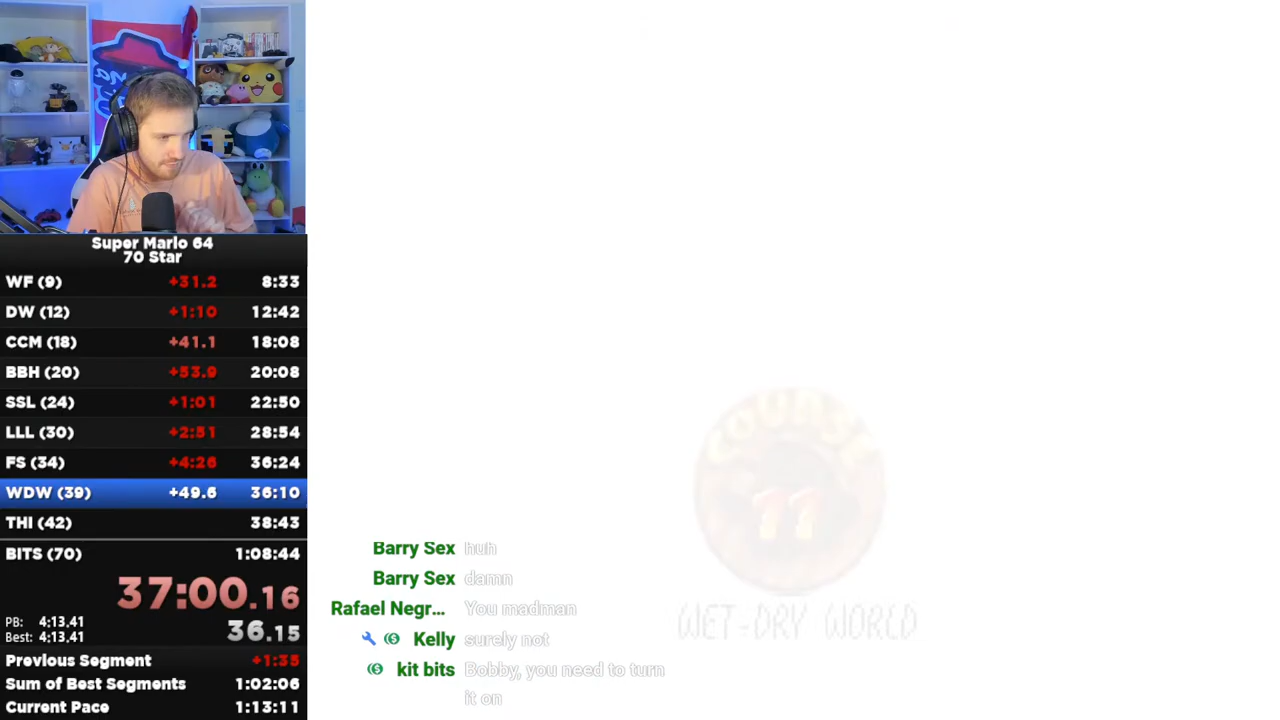 Super Mario 64
70 Star
WF (9) +31.2 8:33
DW (12) +1:10 12:42
CCM (18) +41.1 18:08
BBH (20) +53.9 20:08
SSL (24) +1:01 22:50
LLL (30) +2:51 28:54
FS (34) +4:26 36:24
WDW (39) +49.6 36:10
THI (42) 38:43
BITS (70) 1:08:44
37:00.16
PB: 4:13.41
Best: 4:13.41
36.15
Previous Segment +1:35
Sum of Best Segments 1:02:06
Current Pace 1:13:11
COURSE
11
WET-DRY WORLD
Barry Sex huh
Barry Sex damn
Rafael Negr... You madman
Kelly surely not
kit bits Bobby, you need to turn
it on